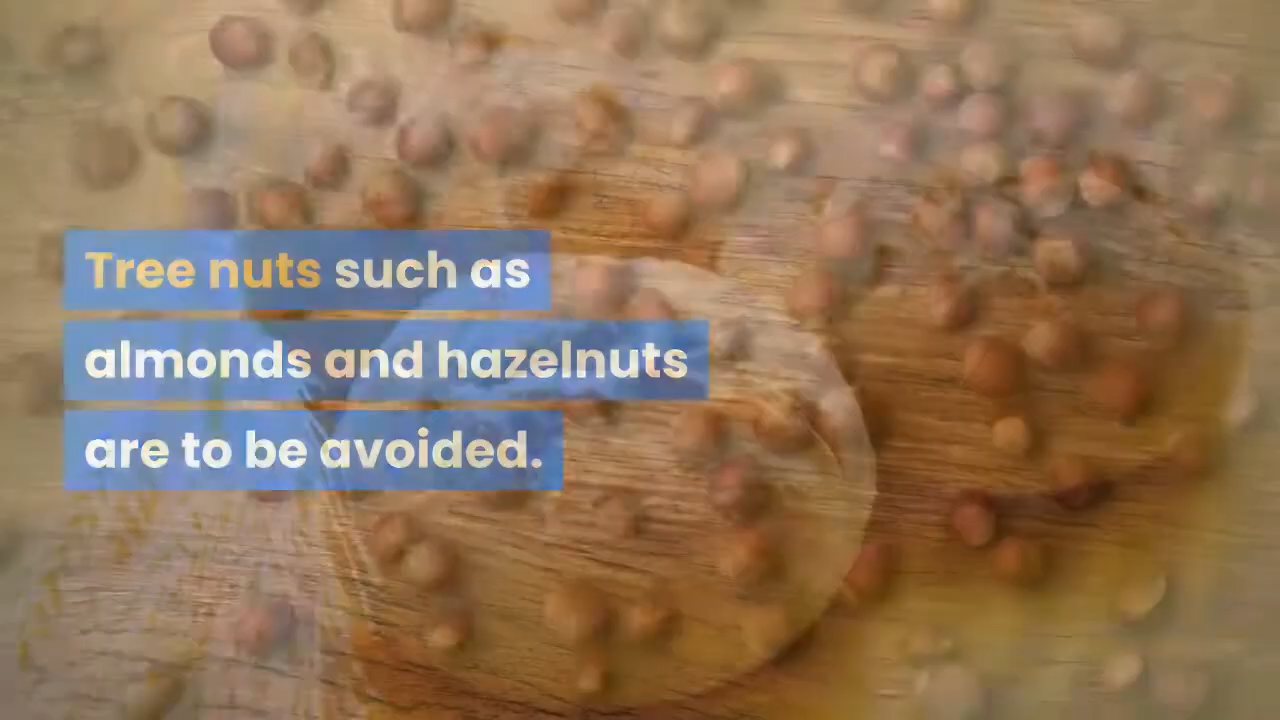 Tree nuts such as
almonds and hazelnuts
are to be avoided.